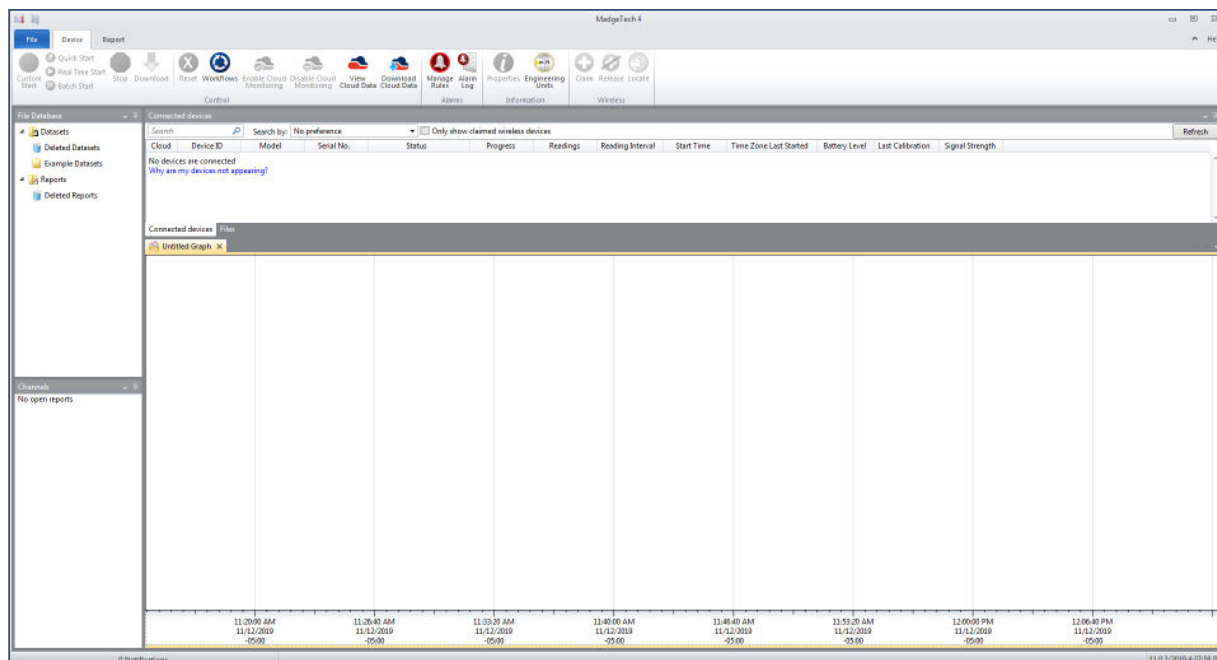 MadgeTech 4
File Device Report
Custom Start
Quick Start
Real Time Start
Batch Start
Stop
Download
Reset
Workflows
Enable Cloud Monitoring
Disable Cloud Monitoring
View Cloud Data
Download Cloud Data
Control
Manage Rules
Alarm Log
Alarms
Properties
Engineering Units
Information
Claim
Release
Locate
Wireless
File Database
Datasets
Deleted Datasets
Example Datasets
Reports
Deleted Reports
Channels
No open reports
Connected devices
Search
Search by: No preference
Only show claimed wireless devices
Refresh
Cloud Device ID Model Serial No. Status Progress Readings Reading Interval Start Time Time Zone Last Started Battery Level Last Calibration Signal Strength
No devices are connected
Why are my devices not appearing?
Connected devices Files
Untitled Graph
11:20:00 AM 11:26:40 AM 11:33:20 AM 11:40:00 AM 11:46:40 AM 11:53:20 AM 12:00:00 PM 12:06:40 PM
11/12/2019 11/12/2019 11/12/2019 11/12/2019 11/12/2019 11/12/2019 11/12/2019 11/12/2019
-05:00 -05:00 -05:00 -05:00 -05:00 -05:00 -05:00 -05:00
0 Notifications